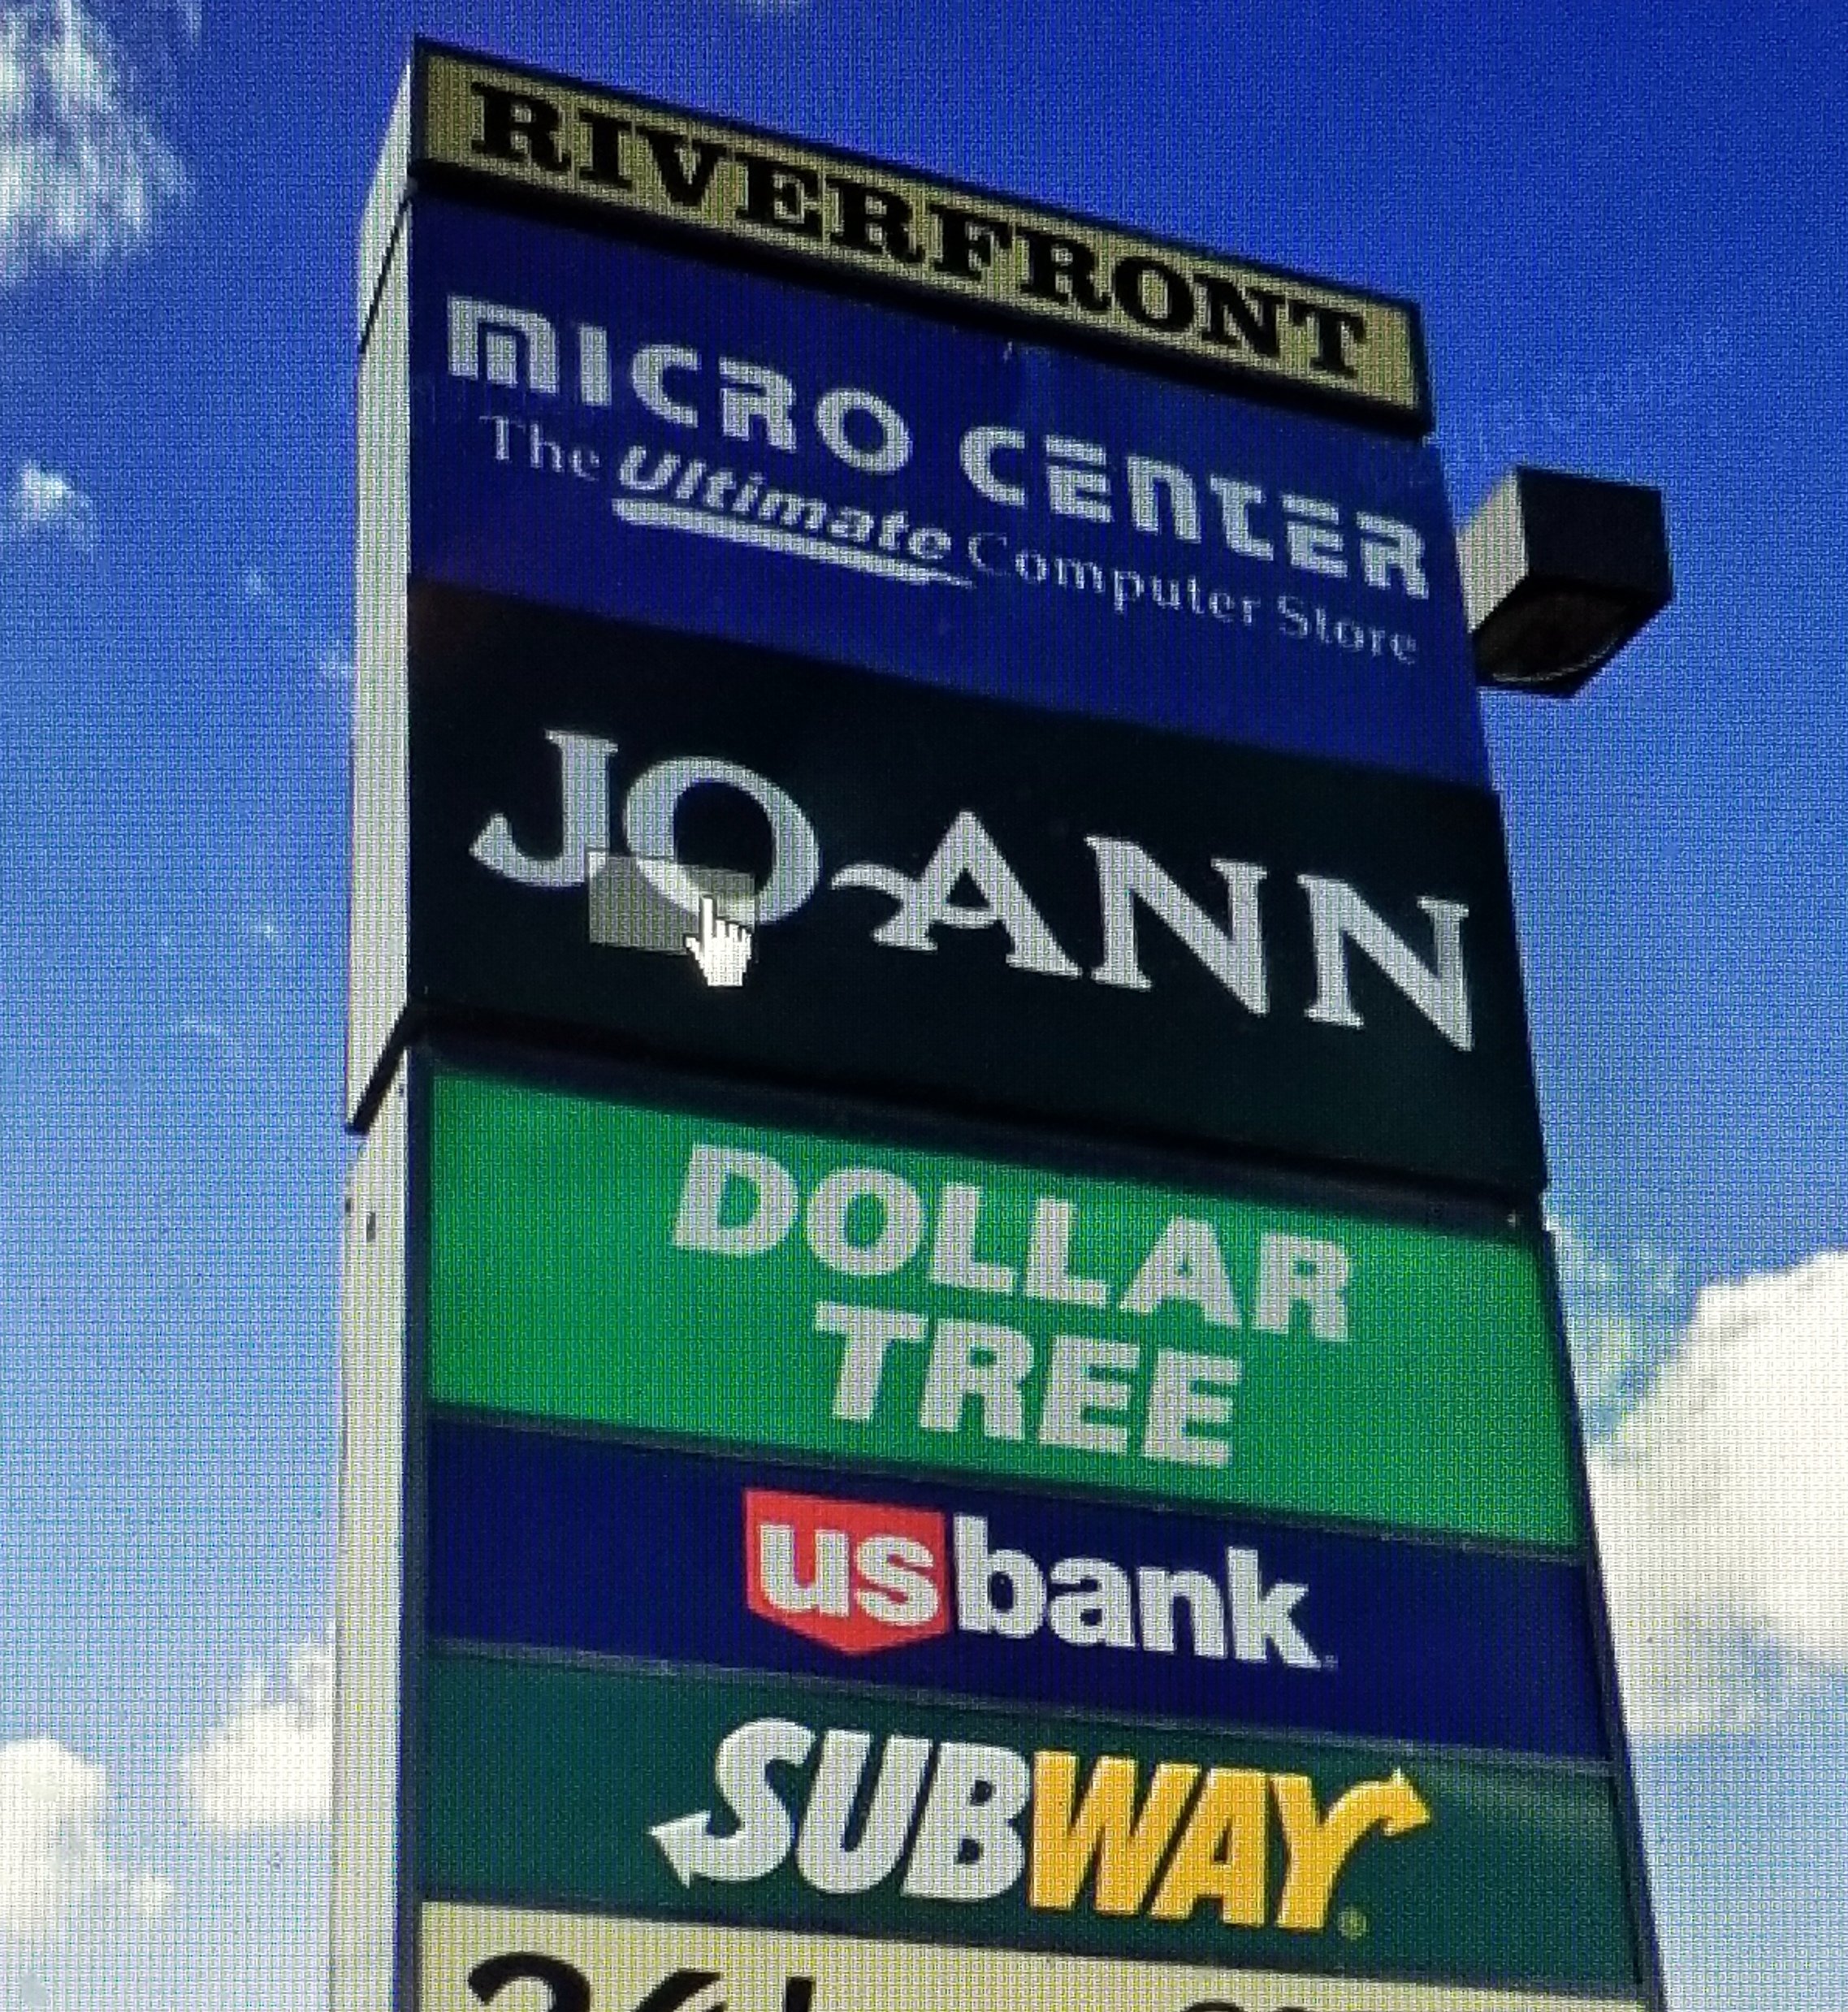 RIVERFRONT
MICRO CENTER
The Ultimate Computer Store
JO-ANN
DOLLAR
TREE
usbank
SUBWAY®